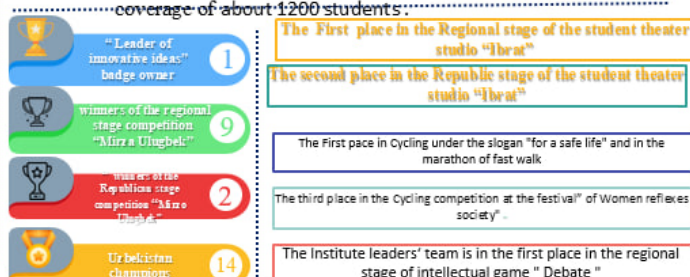 coverage of about 1200 students .
“Leader of
innovative ideas”
badge owner
1
winners of the regional
stage competition
“Mirza Ulugbek”
9
winners of the
Republican stage
competition “Mirzo
Ulugbek”
2
Uzbekistan
champions
14
The First place in the Regional stage of the student theater
studio “Ibrat”
The second place in the Republic stage of the student theater
studio “Ibrat”
The First pace in Cycling under the slogan "for a safe life" and in the
marathon of fast walk
The third place in the Cycling competition at the festival” of Women reflexes
society" .
The Institute leaders’ team is in the first place in the regional
stage of intellectual game " Debate "